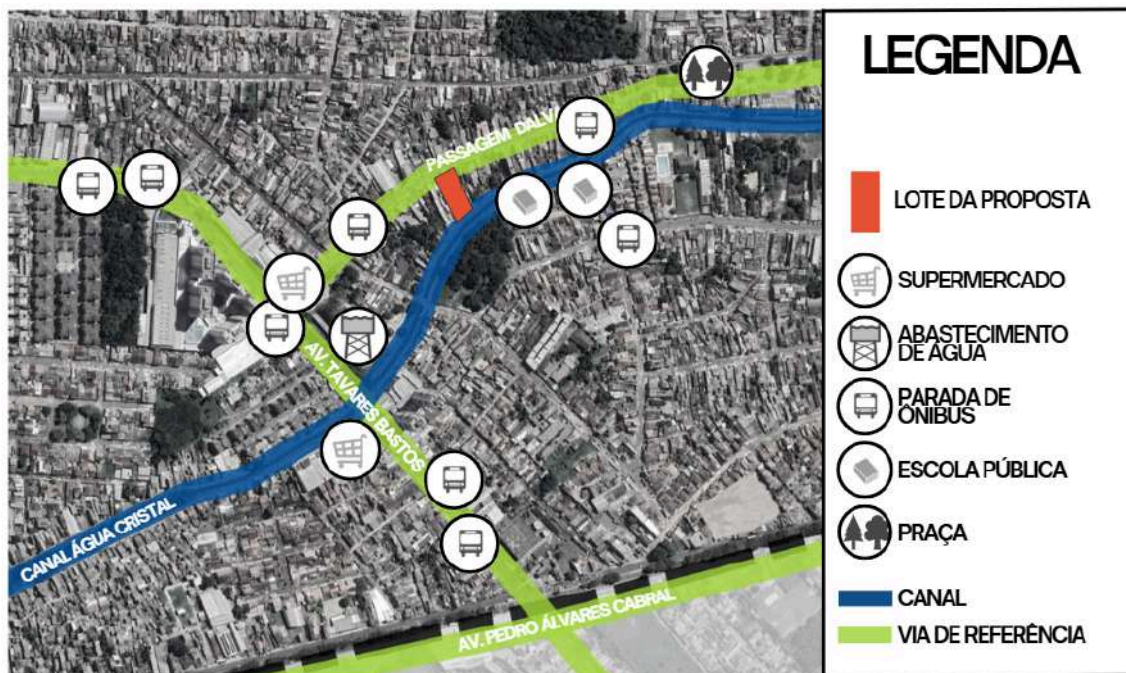 PASSAGEM DALV
AV. TAVARES BASTOS
CANAL ÁGUA CRISTAL
AV. PEDRO ÁLVARES CABRAL
LEGENDA
LOTE DA PROPOSTA
SUPERMERCADO
ABASTECIMENTO
DE ÁGUA
PARADA DE
ÔNIBUS
ESCOLA PÚBLICA
PRAÇA
CANAL
VIA DE REFERÊNCIA